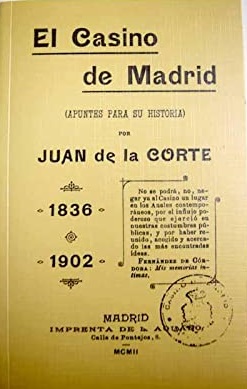 El Casino
de Madrid
(APUNTES PARA SU HISTORIA)
POR
JUAN de la CORTE
1836
1902
No se podrá, no, ne-
gar ya al Casino un lugar
en los Anales contempo-
ráneos, por el influjo po-
deroso que ejerció en
nuestras costumbres pú-
blicas, y por haber re-
unido, acogido y acerca-
do las más encontradas
ideas.
FERNÁNDEZ DE CÓR-
DOBA: Mis memorias ín-
timas.
MADRID
IMPRENTA DE L. AGUADO.
Calle de Pontejos, 8.
MCMII